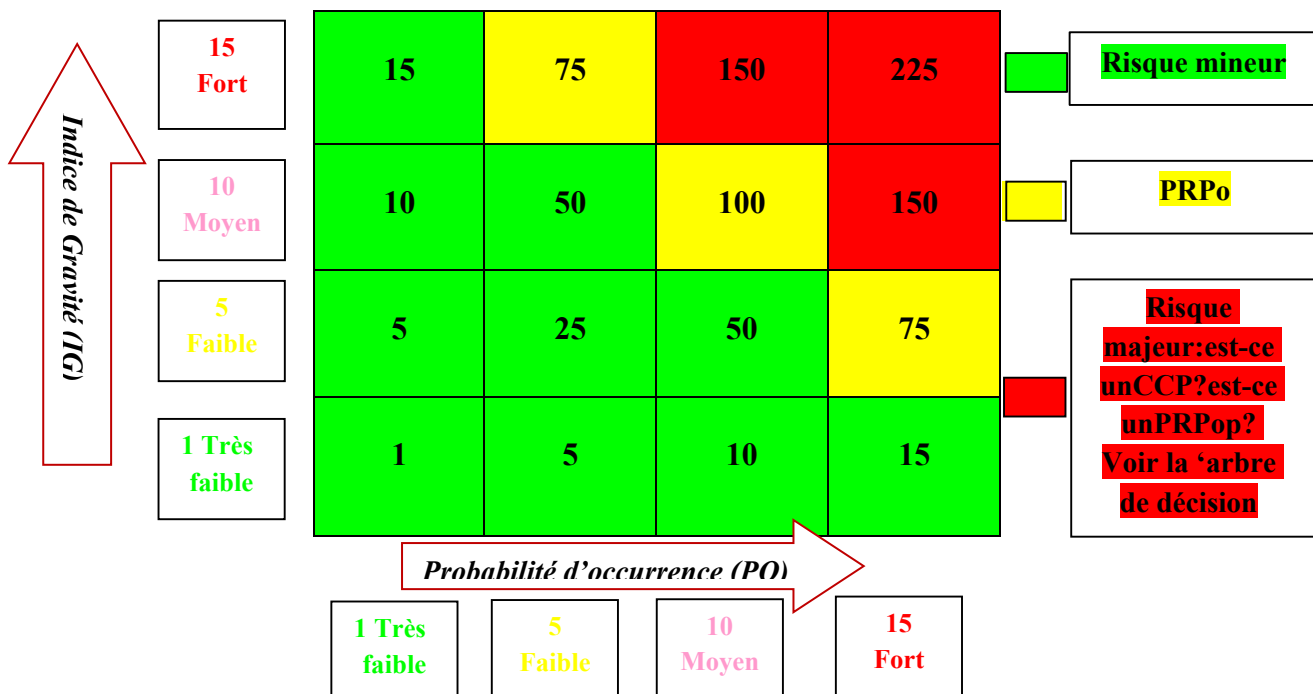 Indice de Gravité (IG)
15
Fort
10
Moyen
5
Faible
1 Très
faible
15 75 150 225
10 50 100 150
5 25 50 75
1 5 10 15
Probabilité d’occurrence (PO)
1 Très
faible
5
Faible
10
Moyen
15
Fort
Risque mineur
PRPo
Risque
majeur:est-ce
unCCP?est-ce
unPRPop?
Voir la ‘arbre
de décision